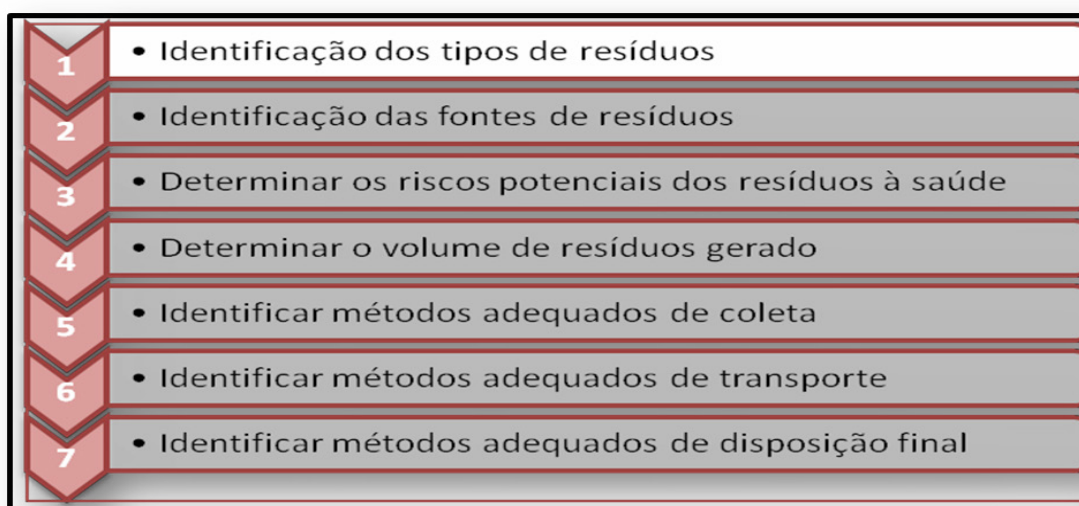 1 • Identificação dos tipos de resíduos
2 • Identificação das fontes de resíduos
3 • Determinar os riscos potenciais dos resíduos à saúde
4 • Determinar o volume de resíduos gerado
5 • Identificar métodos adequados de coleta
6 • Identificar métodos adequados de transporte
7 • Identificar métodos adequados de disposição final